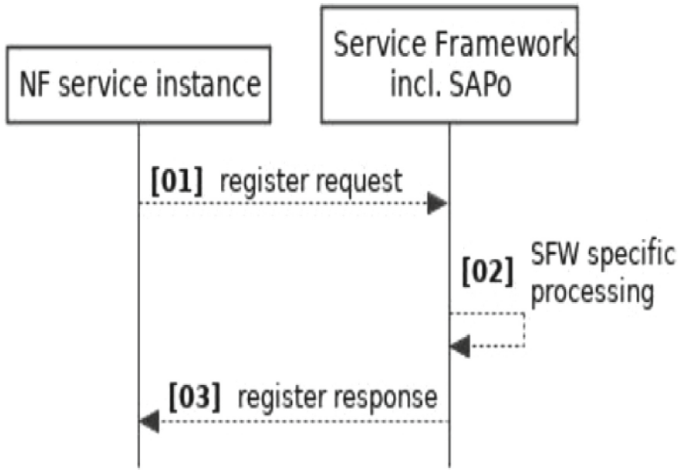 NF service instance
Service Framework
incl. SAPo
[01] register request
[02] SFW specific
processing
[03] register response